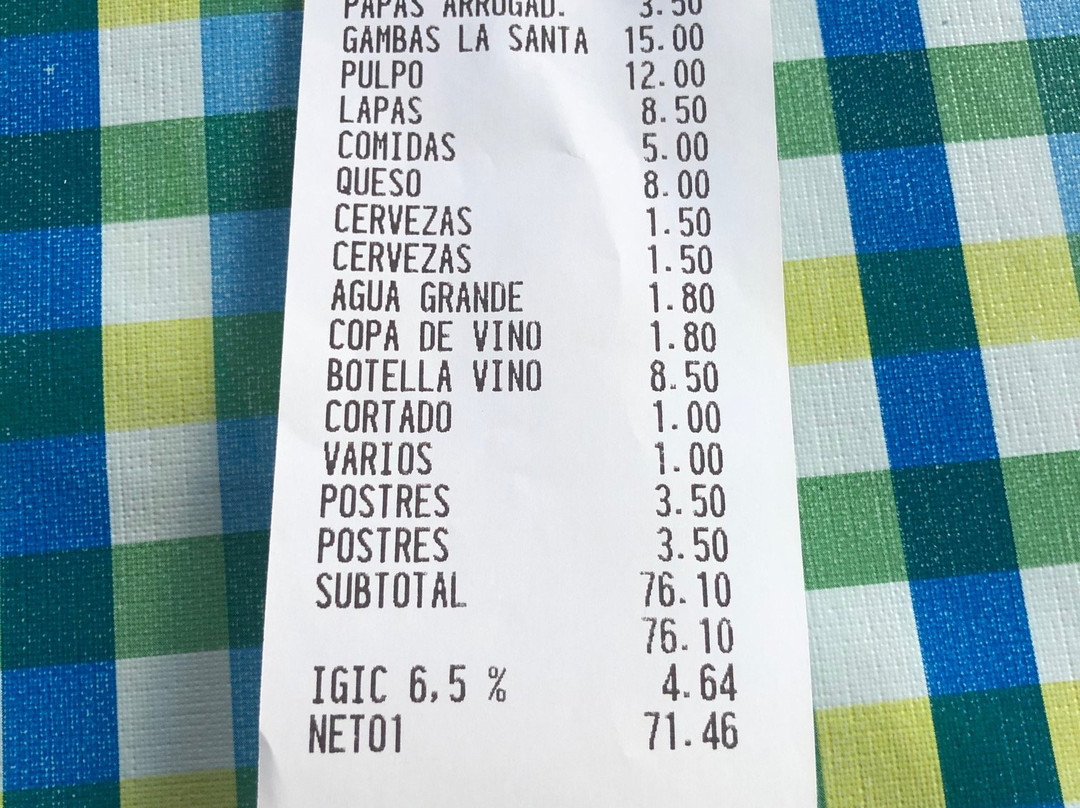 PAPAS ARRUGAD. 3.50
GAMBAS LA SANTA 15.00
PULPO 12.00
LAPAS 8.50
COMIDAS 5.00
QUESO 8.00
CERVEZAS 1.50
CERVEZAS 1.50
AGUA GRANDE 1.80
COPA DE VINO 1.80
BOTELLA VINO 8.50
CORTADO 1.00
VARIOS 1.00
POSTRES 3.50
POSTRES 3.50
SUBTOTAL 76.10
76.10
IGIC 6,5 % 4.64
NETO1 71.46